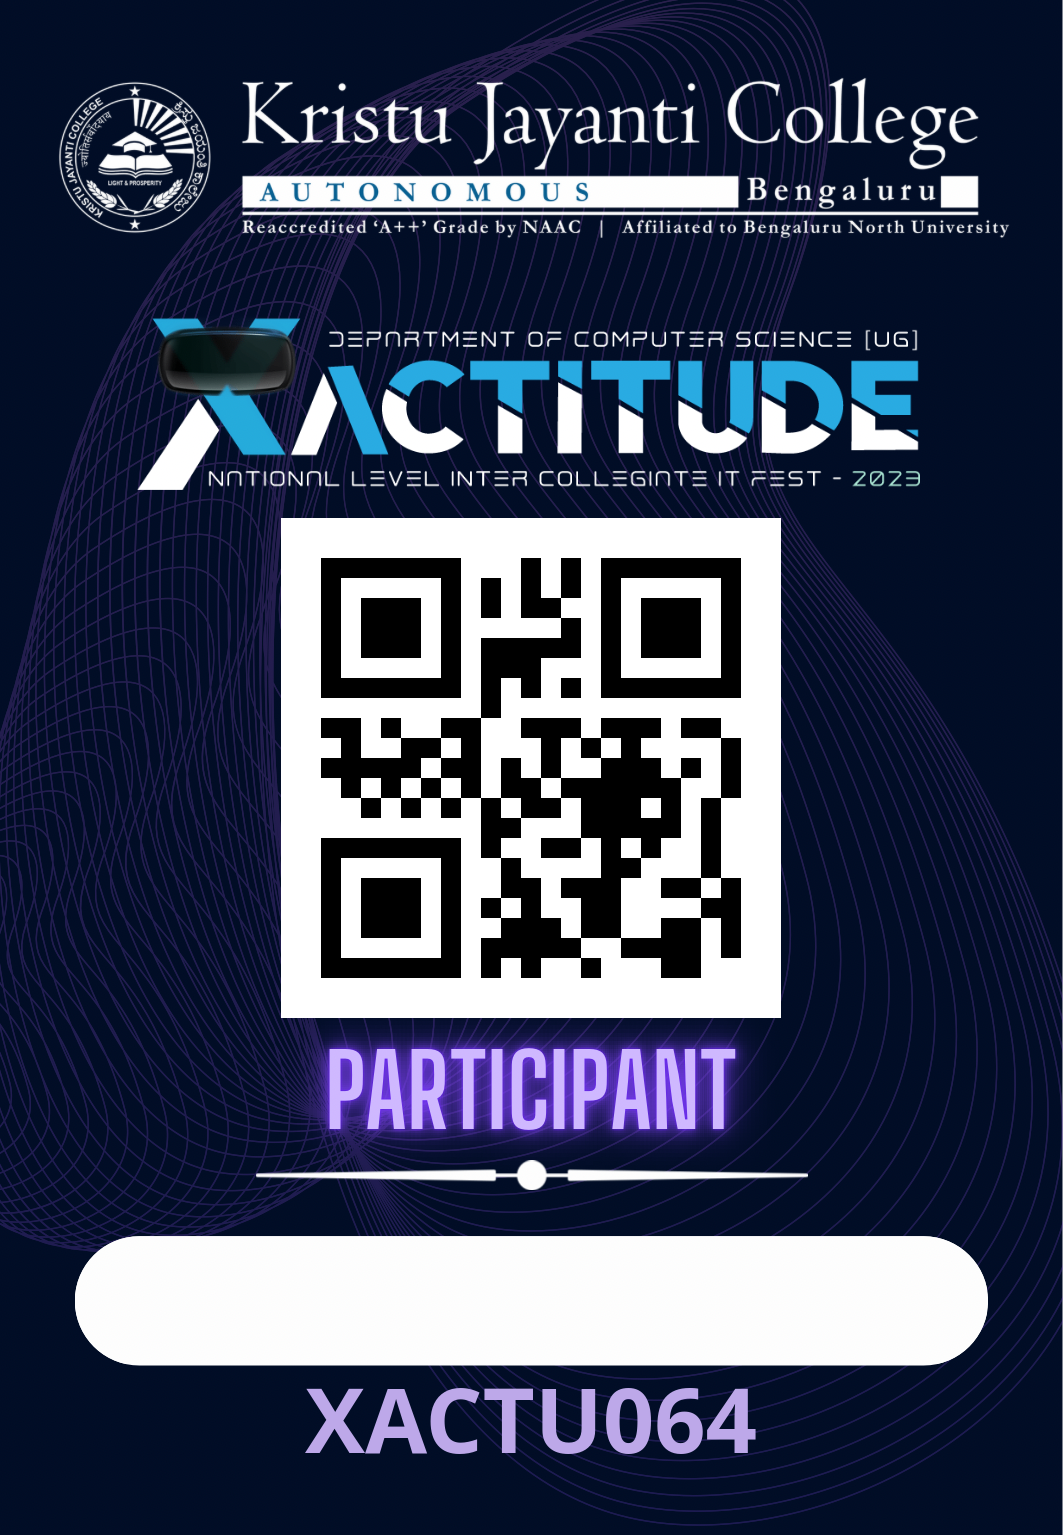 Kristu Jayanti College
AUTONOMOUS Bengaluru
Reaccredited ‘A++’ Grade by NAAC | Affiliated to Bengaluru North University
KRISTU JAYANTI COLLEGE
LIGHT & PROSPERITY
DEPARTMENT OF COMPUTER SCIENCE [UG]
XACTITUDE
NATIONAL LEVEL INTER COLLEGIATE IT FEST - 2023
PARTICIPANT
XACTU064